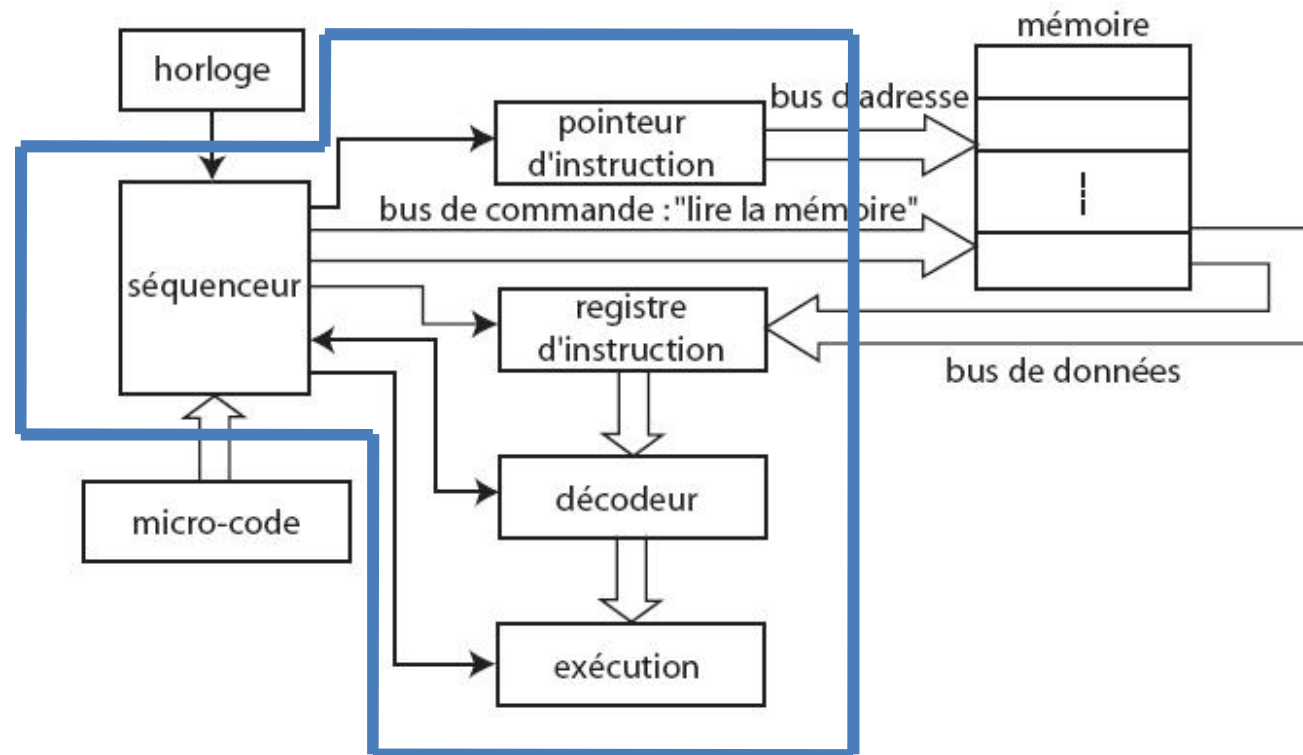 mémoire
horloge
bus d'adresse
pointeur
d'instruction
bus de commande : "lire la mémoire"
séquenceur
registre
d'instruction
bus de données
décodeur
micro-code
exécution